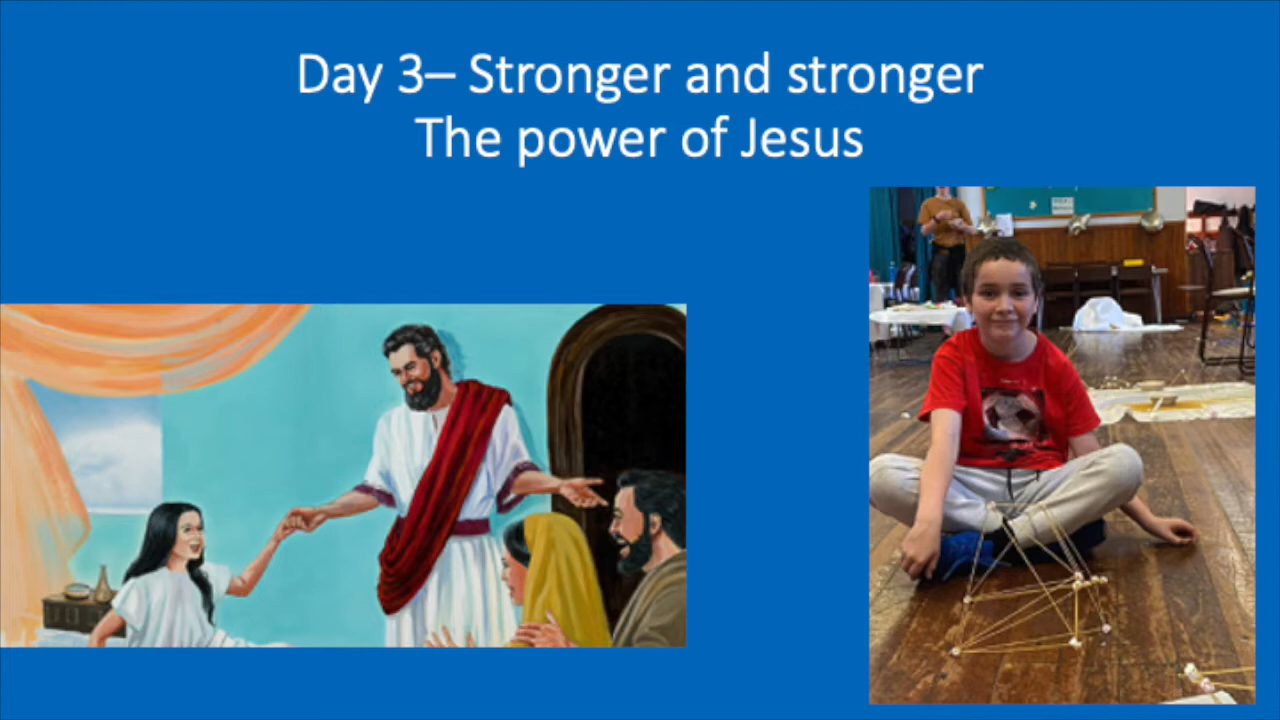 Day 3– Stronger and stronger
The power of Jesus